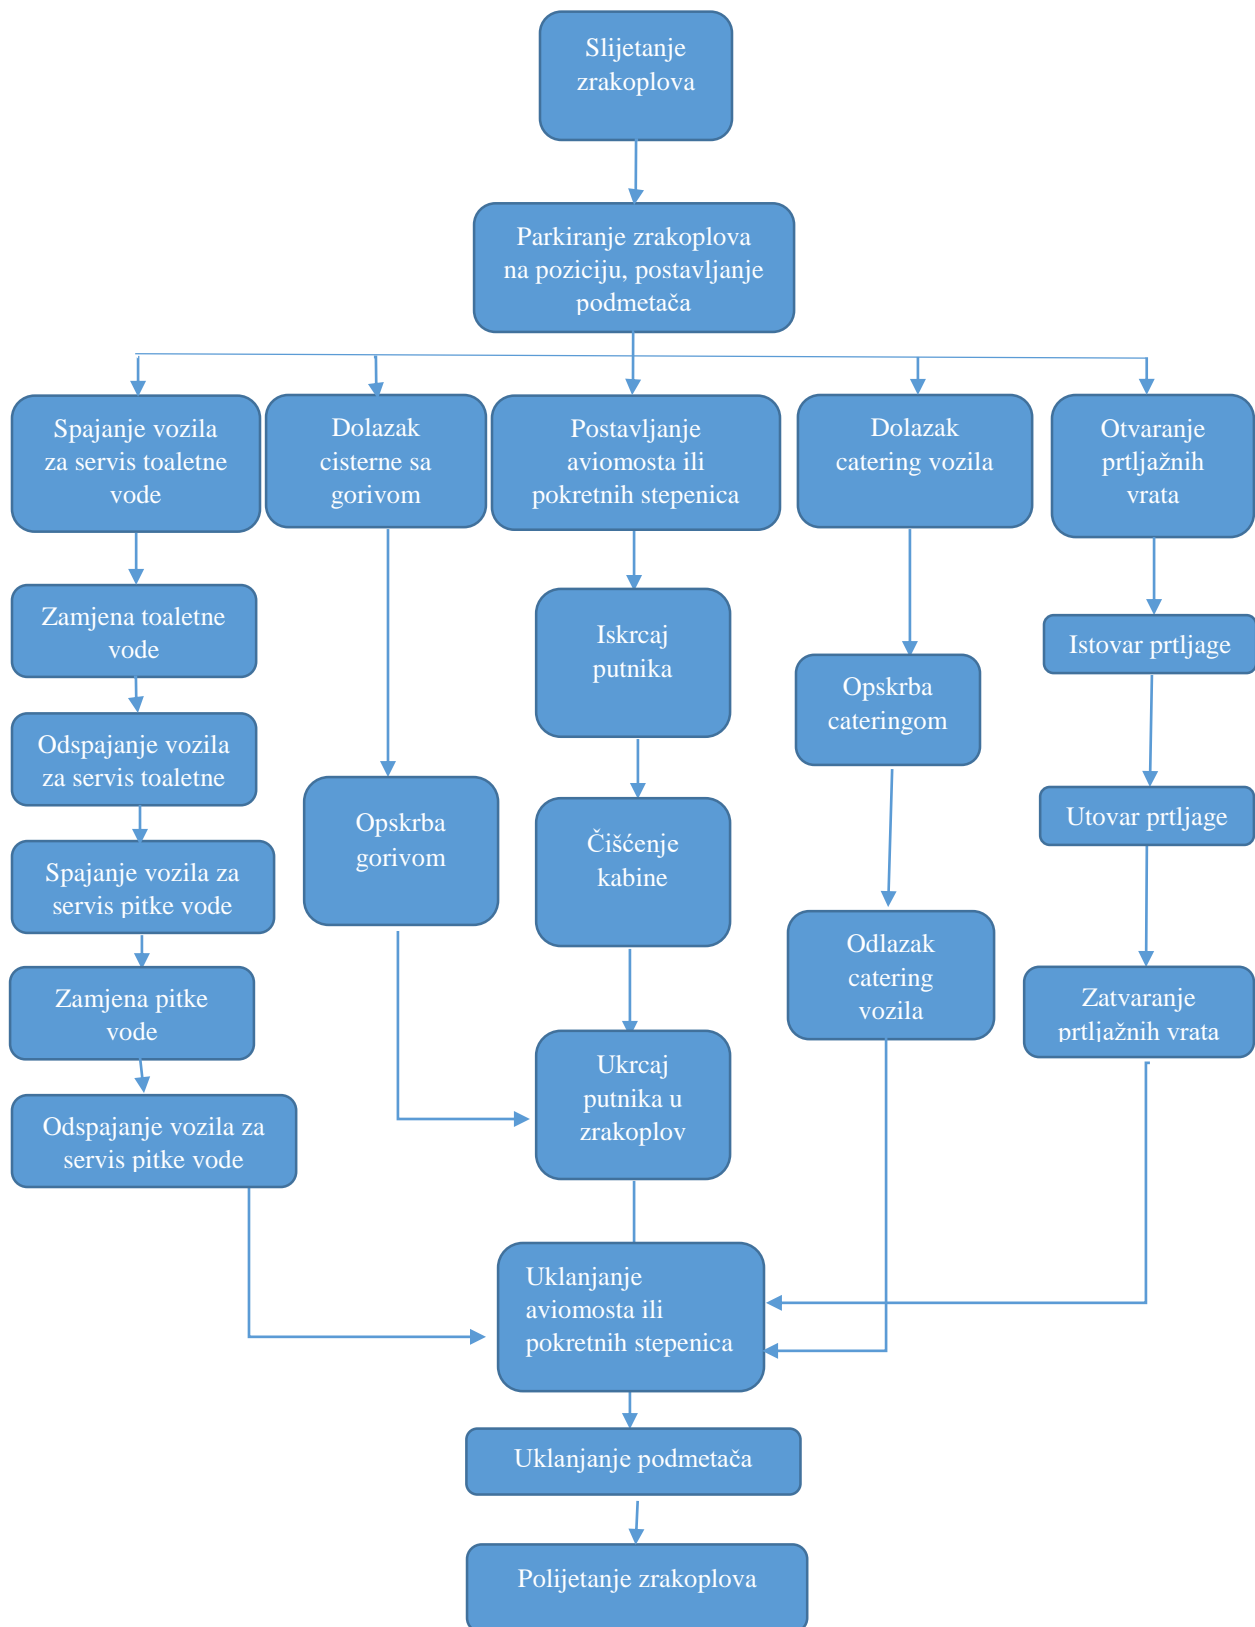 Slijetanje
zrakoplova
Parkiranje zrakoplova
na poziciju, postavljanje
podmetača
Spajanje vozila
za servis toaletne
vode
Dolazak
cisterne sa
gorivom
Postavljanje
aviomosta ili
pokretnih stepenica
Dolazak
catering vozila
Otvaranje
prtljažnih
vrata
Zamjena toaletne
vode
Odspajanje vozila
za servis toaletne
Spajanje vozila za
servis pitke vode
Zamjena pitke
vode
Odspajanje vozila za
servis pitke vode
Opskrba
gorivom
Iskrcaj
putnika
Čišćenje
kabine
Ukrcaj
putnika u
zrakoplov
Opskrba
cateringom
Odlazak
catering
vozila
Istovar prtljage
Utovar prtljage
Zatvaranje
prtljažnih vrata
Uklanjanje
aviomosta ili
pokretnih stepenica
Uklanjanje podmetača
Polijetanje zrakoplova